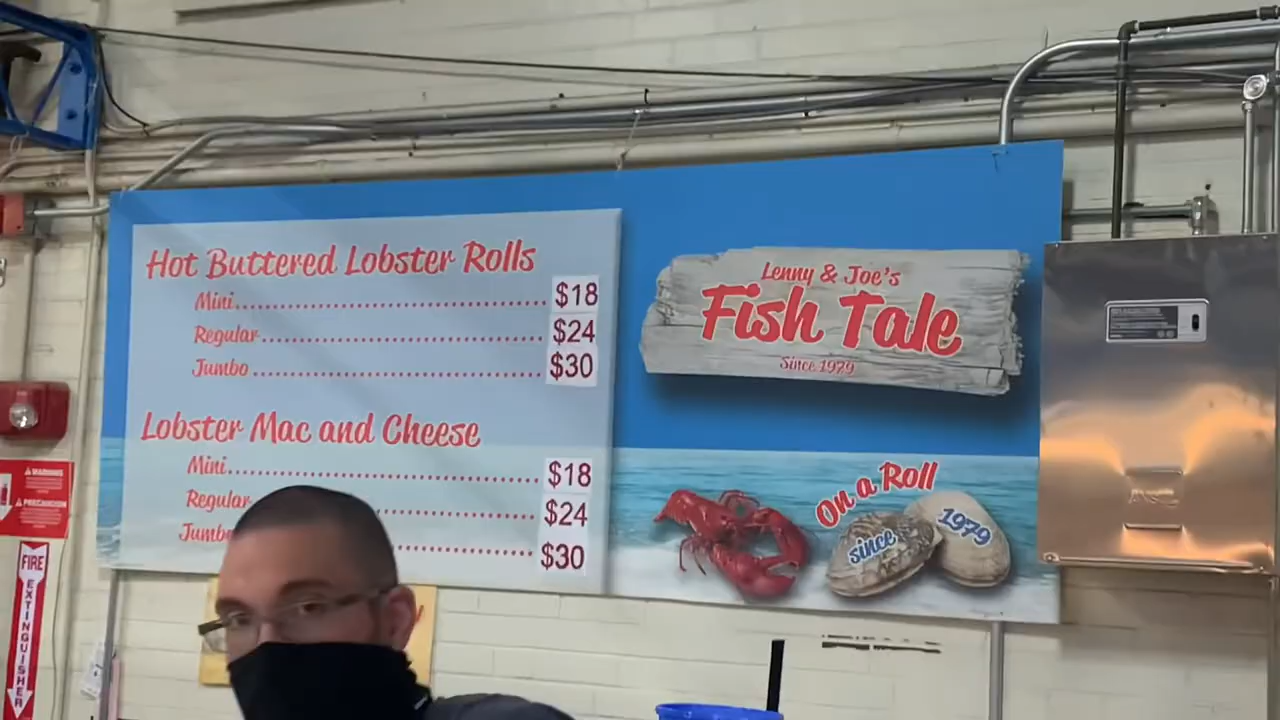 Hot Buttered Lobster Rolls
Mini $18
Regular $24
Jumbo $30
Lobster Mac and Cheese
Mini $18
Regular $24
Jumbo $30
Lenny & Joe's
Fish Tale
Since 1979
On a Roll
since 1979
WARNING
PRECAUCION
FIRE
EXTINGUISHER